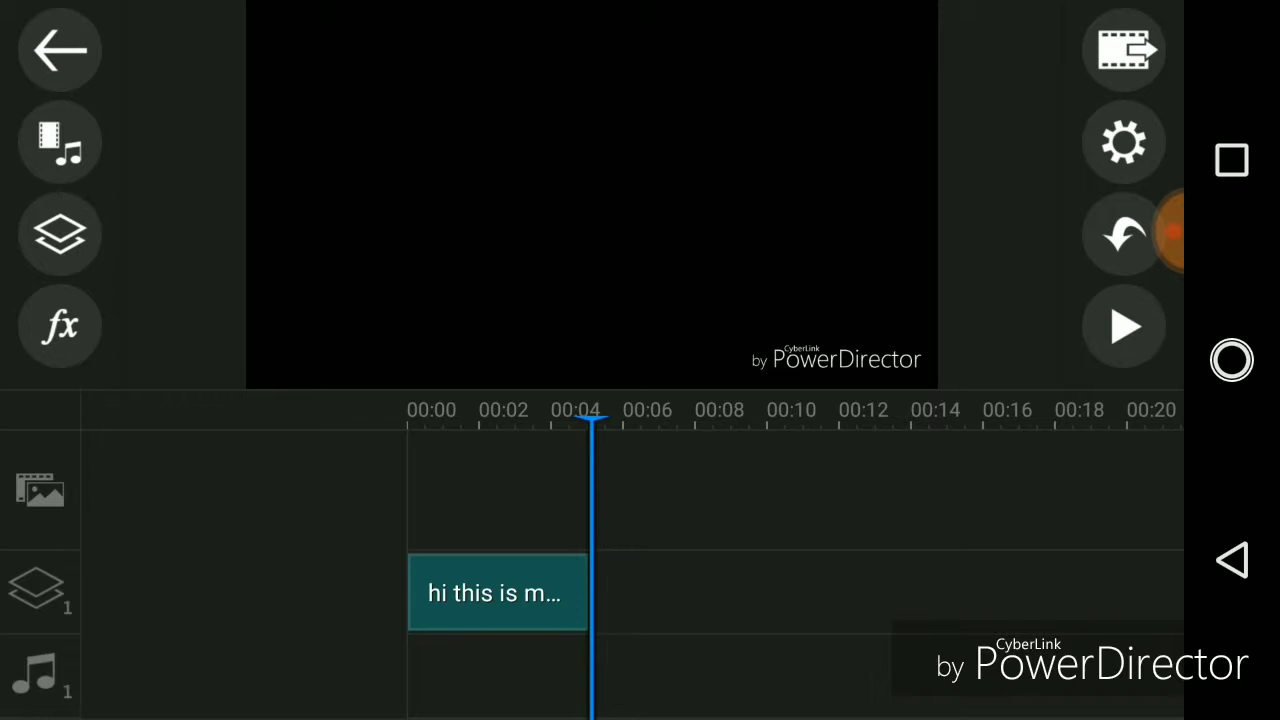 fx
CyberLink
by PowerDirector
00:00 00:02 00:04 00:06 00:08 00:10 00:12 00:14 00:16 00:18 00:20
hi this is m...
1
CyberLink
by PowerDirector
1